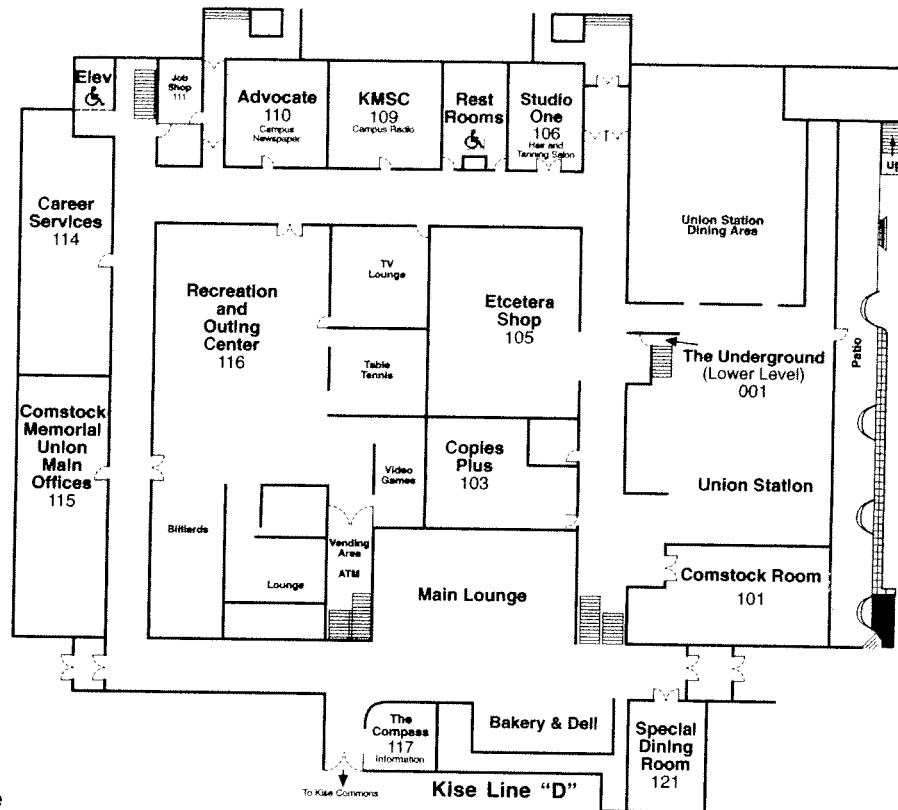 Elev
Job
Shop
111
Advocate
110
Campus
Newspaper
KMSC
109
Campus Radio
Rest
Rooms
Studio
One
106
Hair and
Tanning Salon
up
Career
Services
114
Union Station
Dining Area
TV
Lounge
Recreation
and
Outing
Center
116
Etcetera
Shop
105
The Underground
(Lower Level)
001
Patio
Table
Tennis
Comstock
Memorial
Union
Main
Offices
115
Copies
Plus
103
Video
Games
Union Station
Billiards
Vending
Area
ATM
Lounge
Comstock Room
101
Main Lounge
The
Compass
117
Information
Bakery & Deli
Special
Dining
Room
121
To Kise Commons
Kise Line "D"